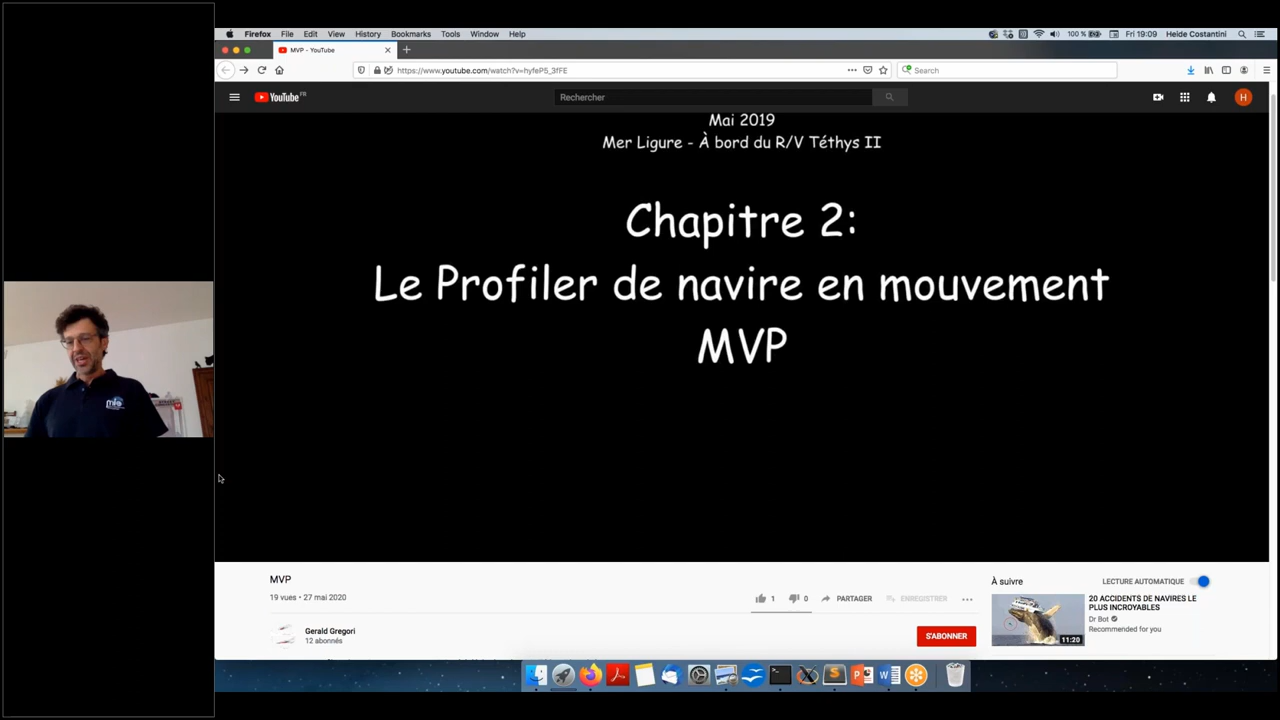 Firefox File Edit View History Bookmarks Tools Window Help
100 % Fri 19:09 Heide Costantini
MVP - YouTube
https://www.youtube.com/watch?v=hyfeP5_3fFE
Search
YouTube FR
Rechercher
H
Mai 2019
Mer Ligure - À bord du R/V Téthys II
Chapitre 2:
Le Profiler de navire en mouvement
MVP
mio
MVP
19 vues • 27 mai 2020
1 0 PARTAGER ENREGISTRER
Gerald Gregori
12 abonnés
S'ABONNER
À suivre
LECTURE AUTOMATIQUE
20 ACCIDENTS DE NAVIRES LE
PLUS INCROYABLES
Dr Bot
Recommended for you
11:20